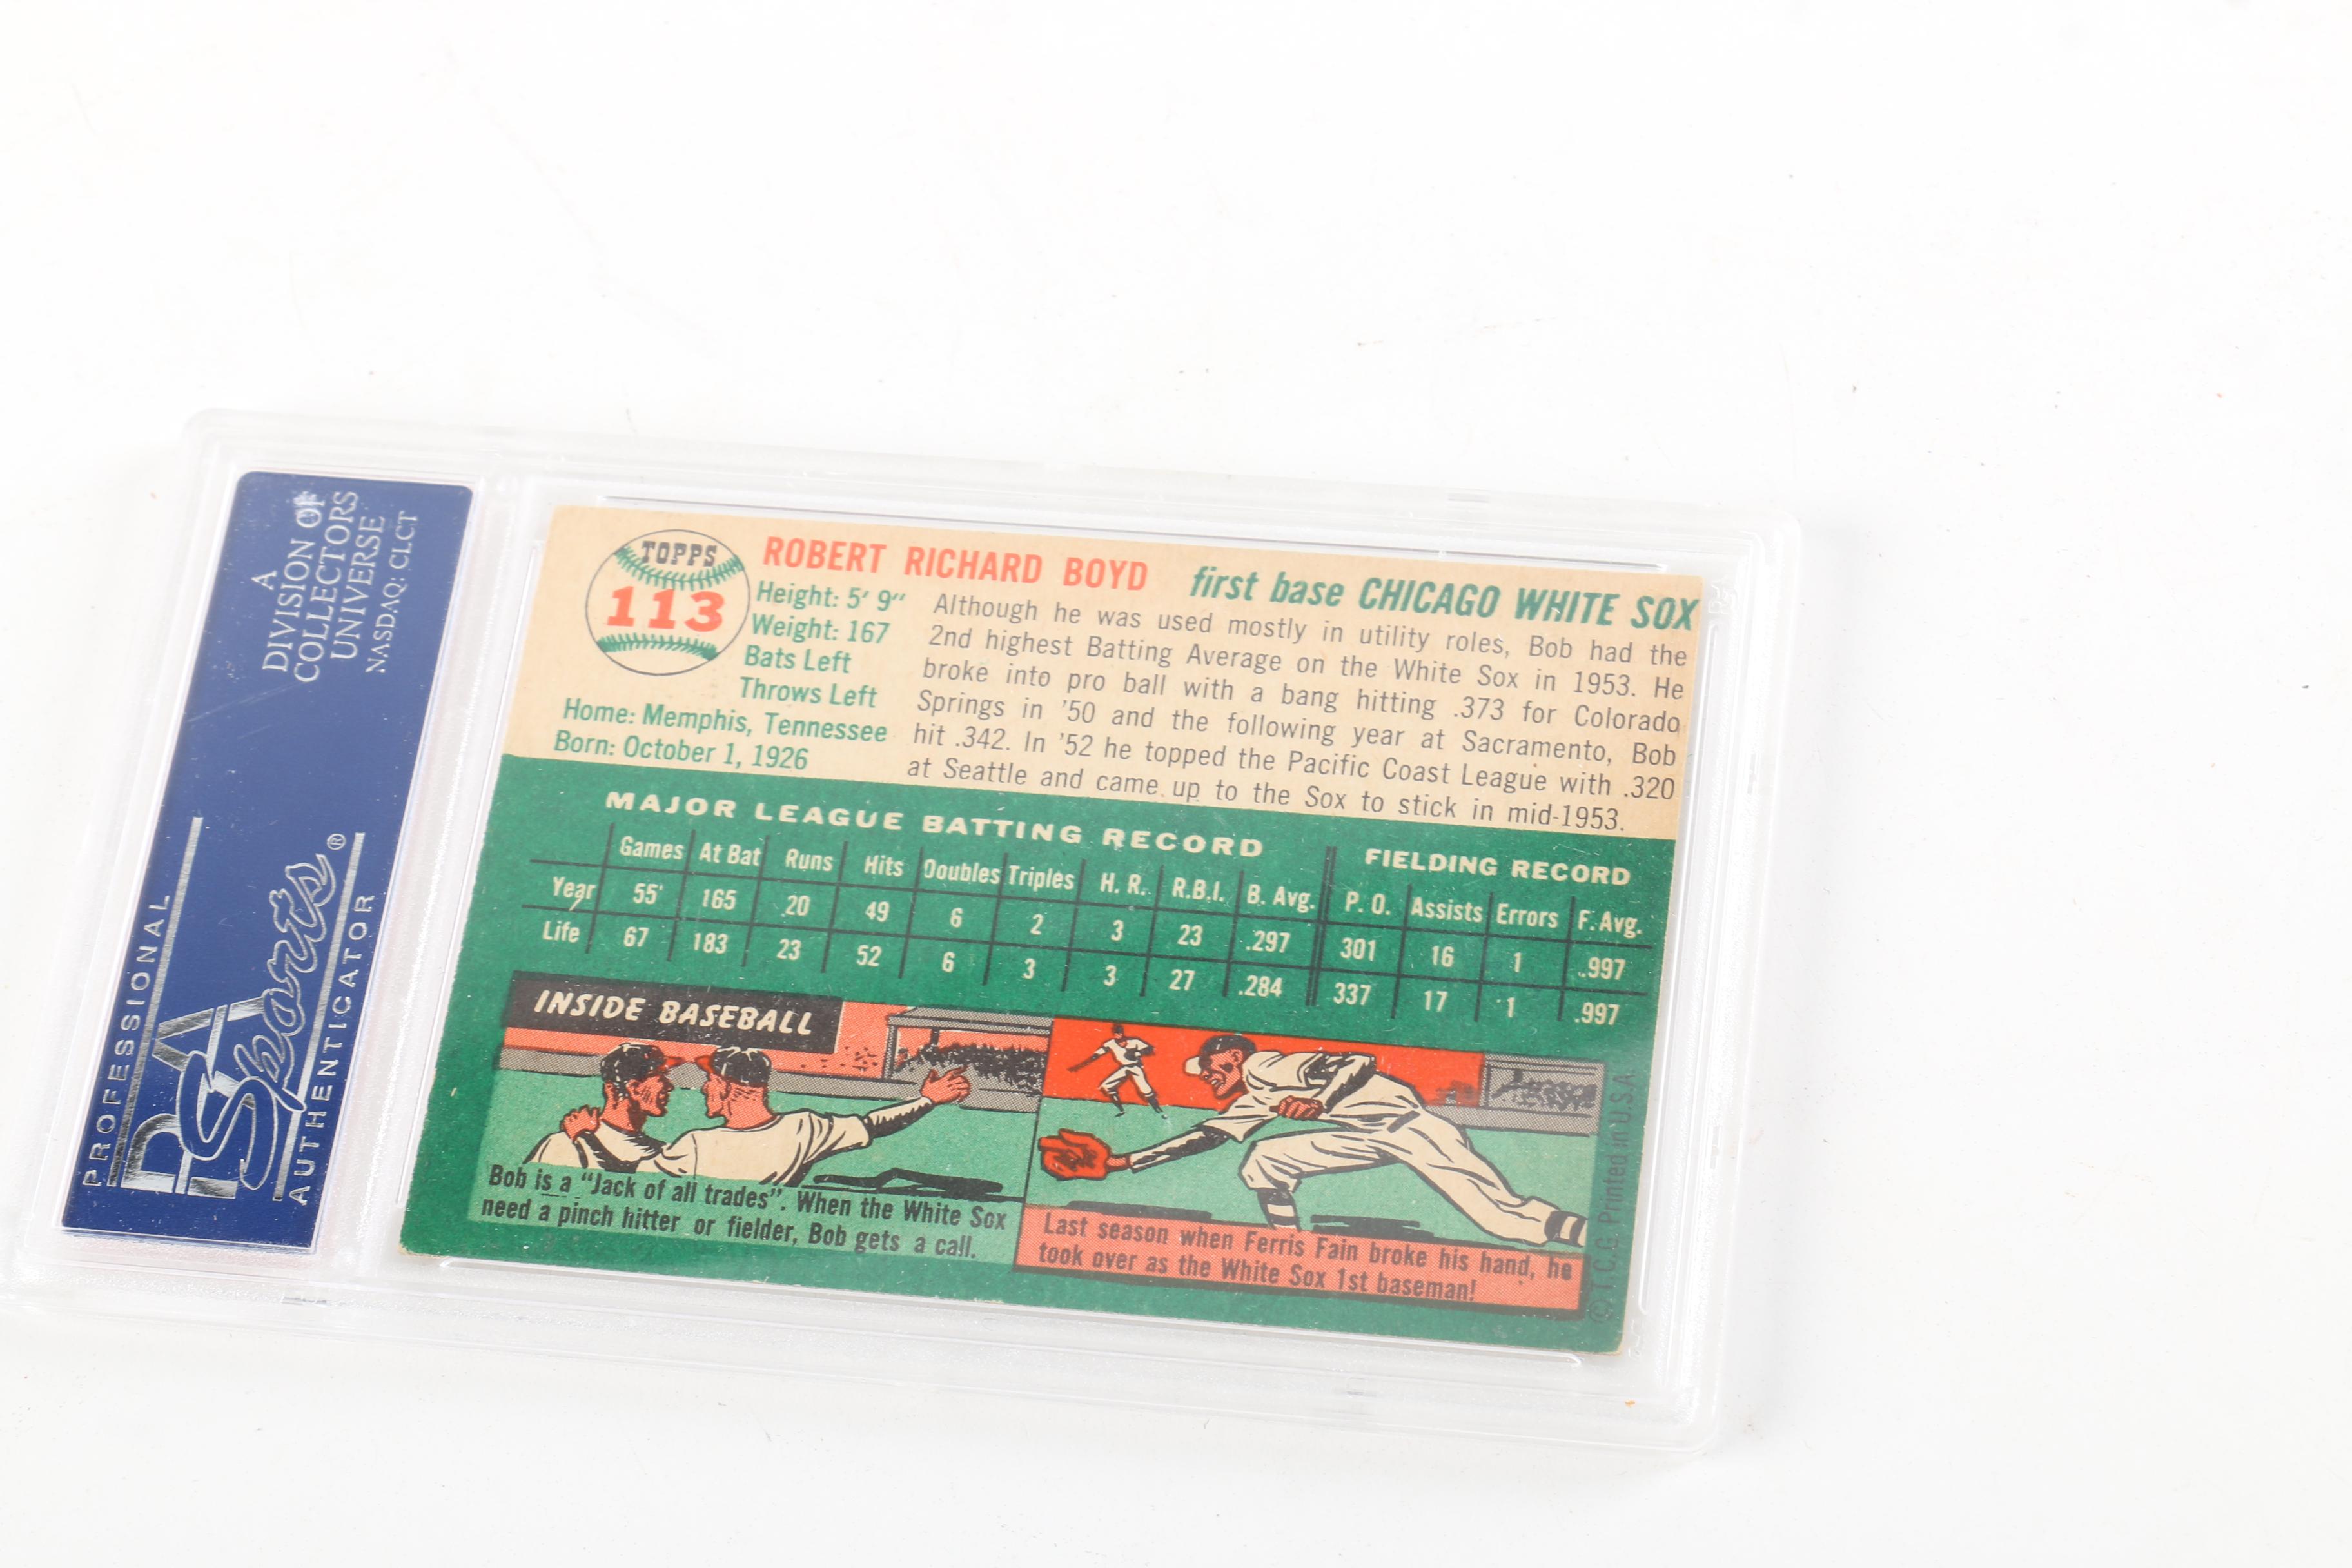 A
DIVISION OF
COLLECTORS
UNIVERSE
NASDAQ: CLCT
PROFESSIONAL
PSA
Sports®
AUTHENTICATOR
TOPPS
113
ROBERT RICHARD BOYD
first base CHICAGO WHITE SOX
Height: 5' 9"
Weight: 167
Bats Left
Throws Left
Home: Memphis, Tennessee
Born: October 1, 1926
Although he was used mostly in utility roles, Bob had the
2nd highest Batting Average on the White Sox in 1953. He
broke into pro ball with a bang hitting .373 for Colorado
Springs in '50 and the following year at Sacramento, Bob
hit .342. In '52 he topped the Pacific Coast League with .320
at Seattle and came up to the Sox to stick in mid-1953.
MAJOR LEAGUE BATTING RECORD
FIELDING RECORD
Games At Bat Runs Hits Doubles Triples H. R. R.B.I. B. Avg. P. O. Assists Errors F. Avg.
Year 55 165 20 49 6 2 3 23 .297 301 16 1 .997
Life 67 183 23 52 6 3 3 27 .284 337 17 1 .997
INSIDE BASEBALL
Bob is a "Jack of all trades". When the White Sox
need a pinch hitter or fielder, Bob gets a call.
Last season when Ferris Fain broke his hand, he
took over as the White Sox 1st baseman!
© T.C.G. Printed in U.S.A.